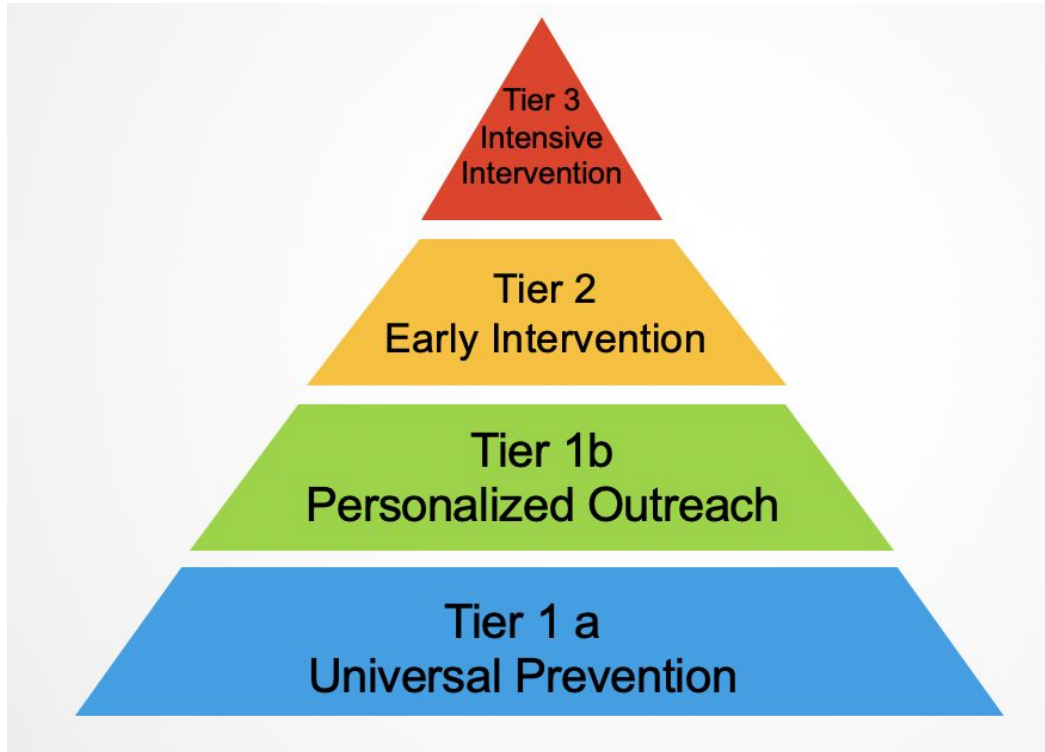 Tier 3
Intensive
Intervention
Tier 2
Early Intervention
Tier 1b
Personalized Outreach
Tier 1 a
Universal Prevention